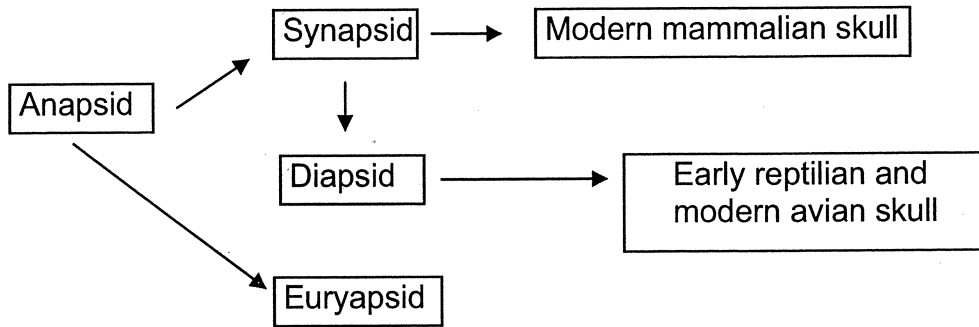 Synapsid
Modern mammalian skull
Anapsid
Diapsid
Early reptilian and
modern avian skull
Euryapsid